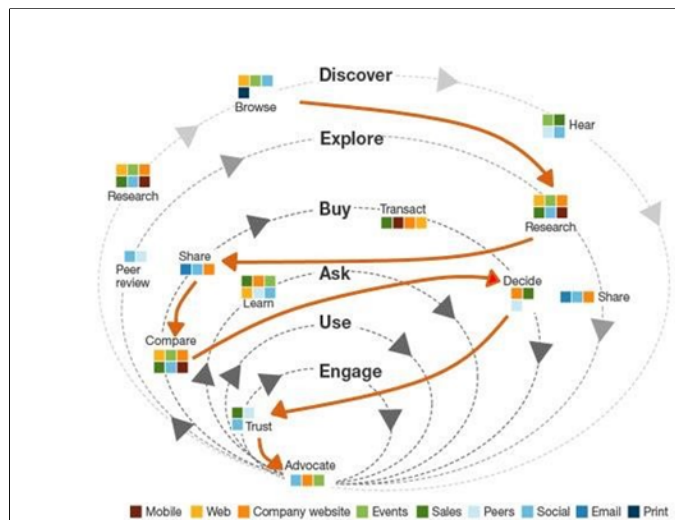 Discover
Browse
Hear
Explore
Research
Research
Buy
Transact
Peer
review
Share
Ask
Decide
Learn
Share
Use
Compare
Engage
Trust
Advocate
Mobile Web Company website Events Sales Peers Social Email Print